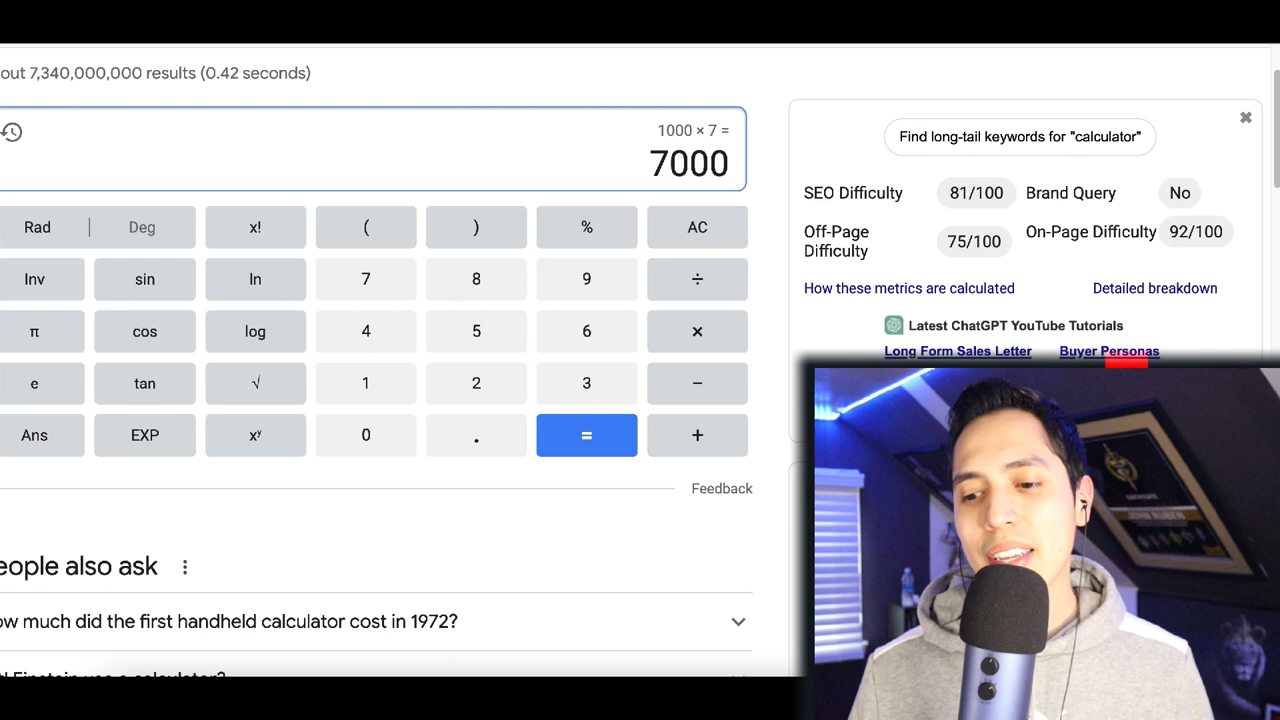 out 7,340,000,000 results (0.42 seconds)
1000 × 7 =
7000
Rad | Deg x! ( ) % AC
Inv sin ln 7 8 9 ÷
π cos log 4 5 6 ×
e tan √ 1 2 3 −
Ans EXP xʸ 0 . = +
Feedback
eople also ask
ow much did the first handheld calculator cost in 1972?
Einstein use a calculator?
Find long-tail keywords for "calculator"
SEO Difficulty 81/100 Brand Query No
Off-Page Difficulty 75/100 On-Page Difficulty 92/100
How these metrics are calculated Detailed breakdown
Latest ChatGPT YouTube Tutorials
Long Form Sales Letter Buyer Personas